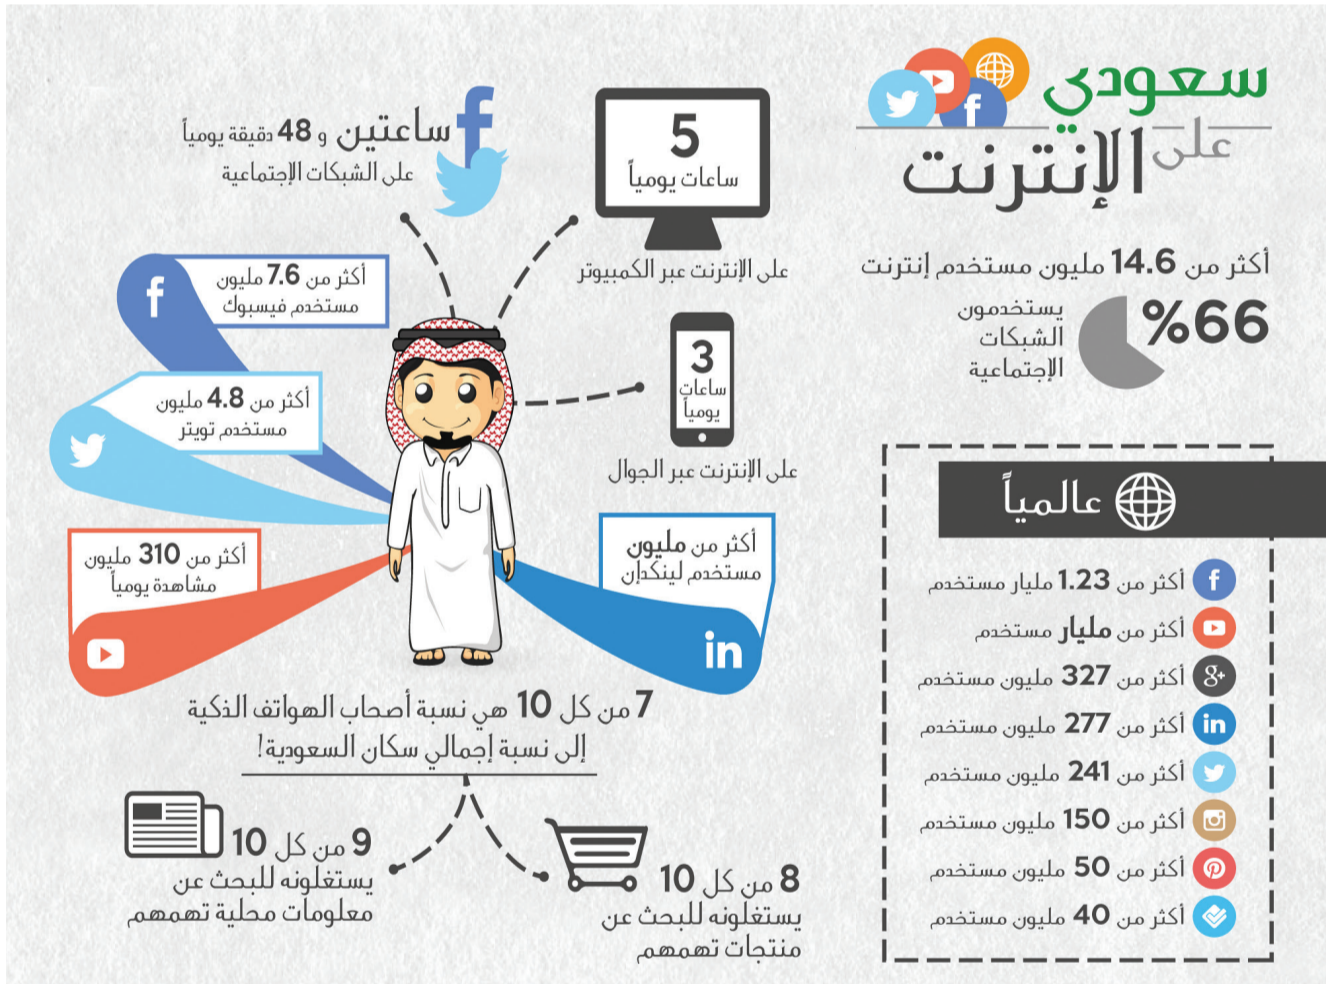 سعودي
على الإنترنت
أكثر من 14.6 مليون مستخدم إنترنت
%66
يستخدمون
الشبكات
الإجتماعية
عالمياً
أكثر من 1.23 مليار مستخدم
أكثر من مليار مستخدم
أكثر من 327 مليون مستخدم
أكثر من 277 مليون مستخدم
أكثر من 241 مليون مستخدم
أكثر من 150 مليون مستخدم
أكثر من 50 مليون مستخدم
أكثر من 40 مليون مستخدم
5
ساعات يومياً
على الإنترنت عبر الكمبيوتر
ساعتين و 48 دقيقة يومياً
على الشبكات الإجتماعية
3
ساعات
يومياً
على الإنترنت عبر الجوال
أكثر من 7.6 مليون
مستخدم فيسبوك
أكثر من 4.8 مليون
مستخدم تويتر
أكثر من 310 مليون
مشاهدة يومياً
أكثر من مليون
مستخدم لينكدإن
in
7 من كل 10 هي نسبة أصحاب الهواتف الذكية
إلى نسبة إجمالي سكان السعودية!
8 من كل 10
يستغلونه للبحث عن
منتجات تهمهم
9 من كل 10
يستغلونه للبحث عن
معلومات محلية تهمهم